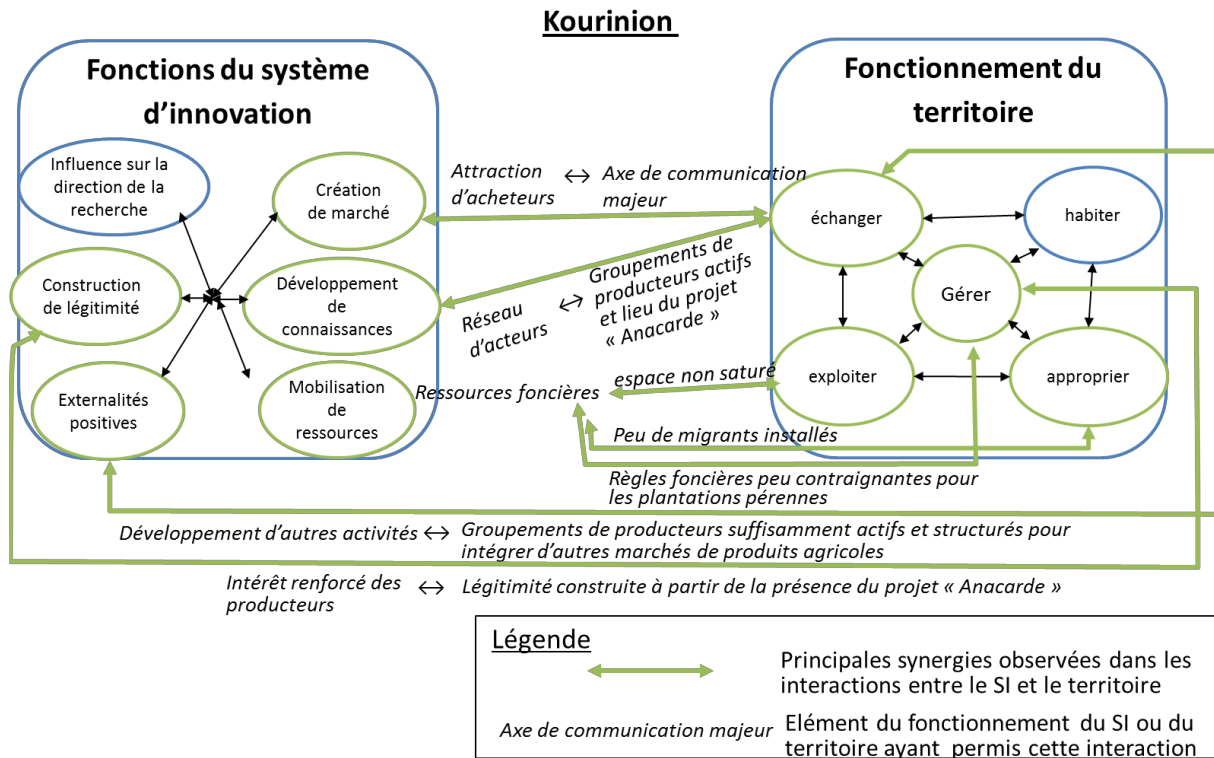 Kourinion
Fonctions du système
d’innovation
Influence sur la
direction de la
recherche
Création
de marché
Construction
de légitimité
Développement
de
connaissances
Externalités
positives
Mobilisation
de
ressources
Attraction
d’acheteurs
Axe de communication
majeur
Réseau
d’acteurs
Groupements de
producteurs actifs
et lieu du projet
« Anacarde »
Ressources foncières
espace non saturé
Peu de migrants installés
Règles foncières peu contraignantes pour
les plantations pérennes
Fonctionnement du
territoire
échanger
habiter
Gérer
exploiter
approprier
Développement d’autres activités
Groupements de producteurs suffisamment actifs et structurés pour
intégrer d’autres marchés de produits agricoles
Intérêt renforcé des
producteurs
Légitimité construite à partir de la présence du projet « Anacarde »
Légende
Principales synergies observées dans les
interactions entre le SI et le territoire
Axe de communication majeur
Elément du fonctionnement du SI ou du
territoire ayant permis cette interaction